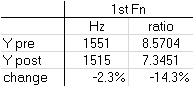 1st Fn
Hz ratio
Y pre 1551 8.5704
Y post 1515 7.3451
change -2.3% -14.3%